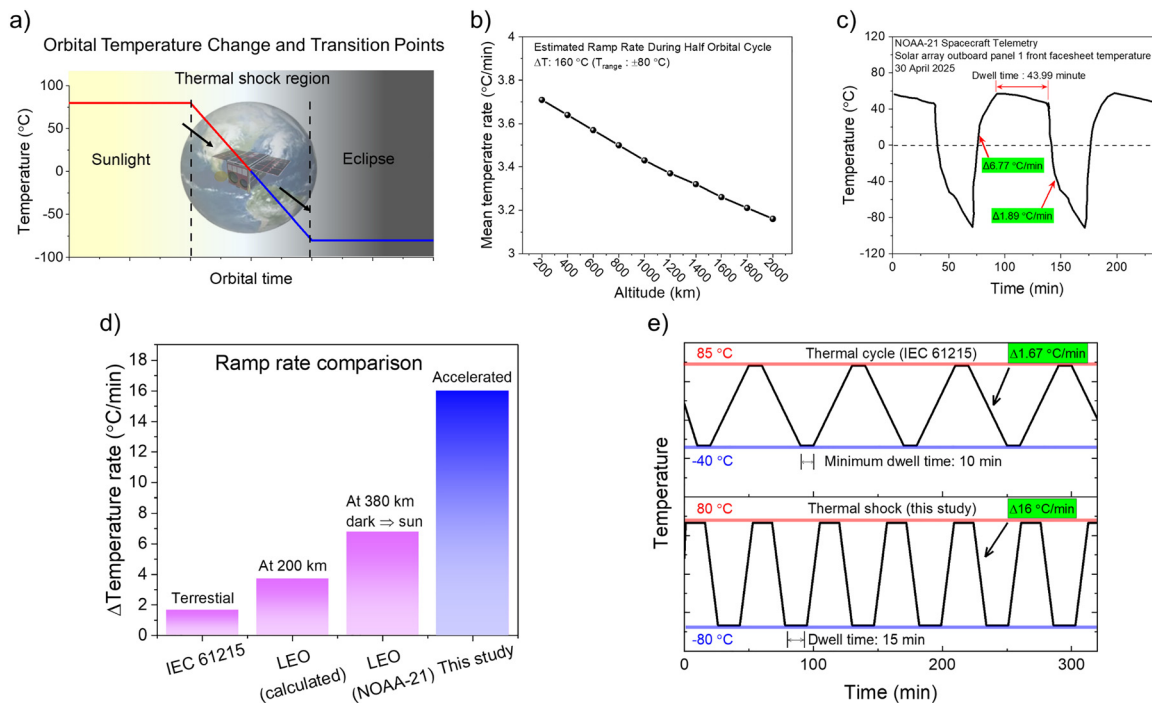 a)
Orbital Temperature Change and Transition Points
Thermal shock region
Sunlight
Eclipse
Temperature (°C)
100
75
50
25
0
-50
-75
-100
Orbital time
b)
Estimated Ramp Rate During Half Orbital Cycle
ΔT: 160 °C (Trange : ±80 °C)
Mean temperatre rate (°C/min)
4
3.8
3.6
3.4
3.2
3
200
400
600
800
1000
1200
1400
1600
1800
2000
Altitude (km)
c)
NOAA-21 Spacecraft Telemetry
Solar array outboard panel 1 front facesheet temperature
30 April 2025
Dwell time : 43.99 minute
Δ6.77 °C/min
Δ1.89 °C/min
Temperature (°C)
120
80
40
0
-40
-80
-120
0
50
100
150
200
Time (min)
d)
Ramp rate comparison
ΔTemperature rate (°C/min)
18
16
14
12
10
8
6
4
2
0
Terrestial
At 200 km
At 380 km
dark ⇒ sun
Accelerated
IEC 61215
LEO
(calculated)
LEO
(NOAA-21)
This study
e)
85 °C
Thermal cycle (IEC 61215)
Δ1.67 °C/min
-40 °C
Minimum dwell time: 10 min
80 °C
Thermal shock (this study)
Δ16 °C/min
-80 °C
Dwell time: 15 min
Temperature
0
100
200
300
Time (min)